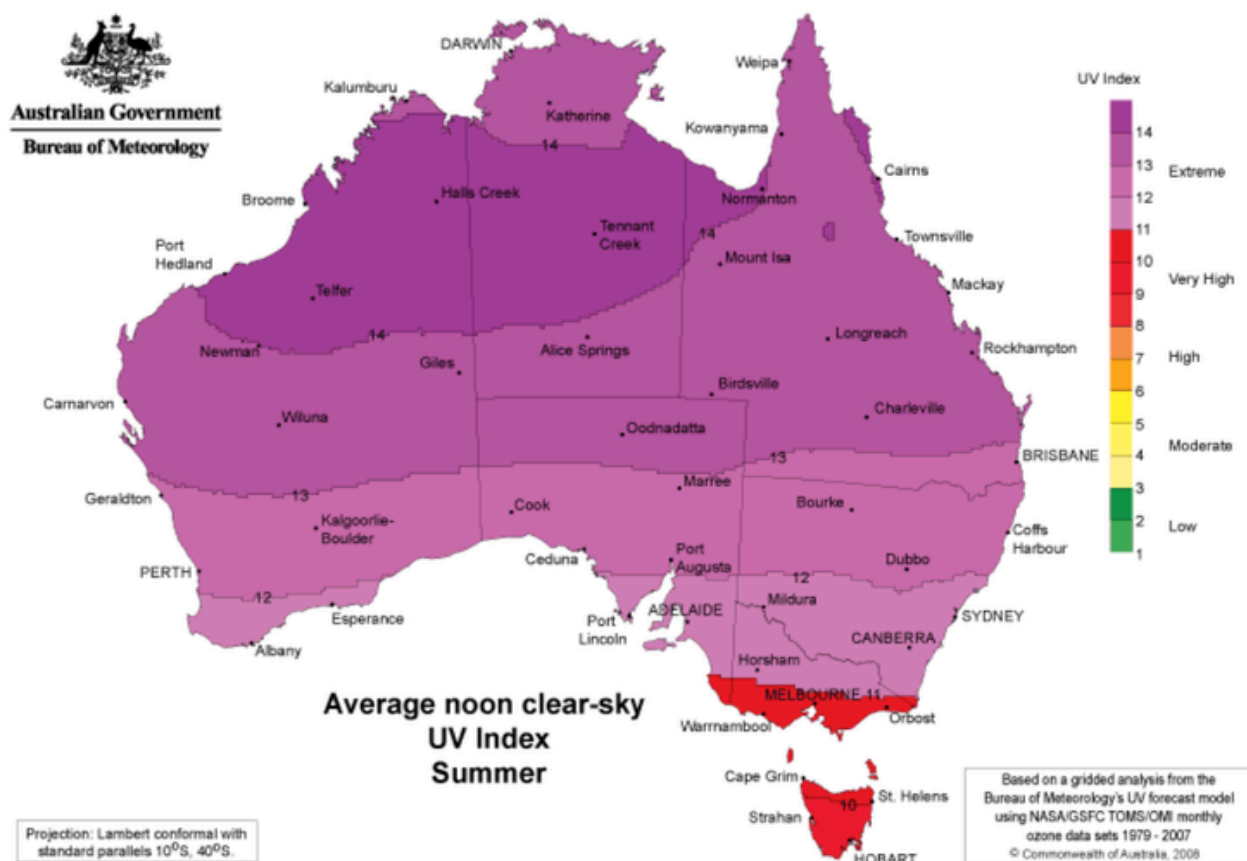 Australian Government
Bureau of Meteorology
DARWIN
Kalumburu
Katherine
14
Weipa
Kowanyama
Cairns
Broome
Halls Creek
Normanton
Port
Hedland
Tennant
Creek
14
Townsville
Mount Isa
Telfer
Mackay
14
Newman
Giles
Alice Springs
Longreach
Rockhampton
Birdsville
Carnarvon
Wiluna
Charleville
Oodnadatta
13
BRISBANE
Geraldton
13
Marree
Kalgoorlie-
Boulder
Cook
Bourke
Coffs
Harbour
PERTH
Ceduna
Port
Augusta
12
Dubbo
12
Esperance
Port
Lincoln
ADELAIDE
Mildura
SYDNEY
Albany
CANBERRA
Horsham
MELBOURNE 11
Warrnambool
Orbost
Cape Grim
St. Helens
10
Strahan
HOBART
UV Index
14
13
Extreme
12
11
10
Very High
9
8
7
High
6
5
4
Moderate
3
2
Low
1
Average noon clear-sky
UV Index
Summer
Projection: Lambert conformal with
standard parallels 10ºS, 40ºS.
Based on a gridded analysis from the
Bureau of Meteorology's UV forecast model
using NASA/GSFC TOMS/OMI monthly
ozone data sets 1979 - 2007
© Commonwealth of Australia, 2008